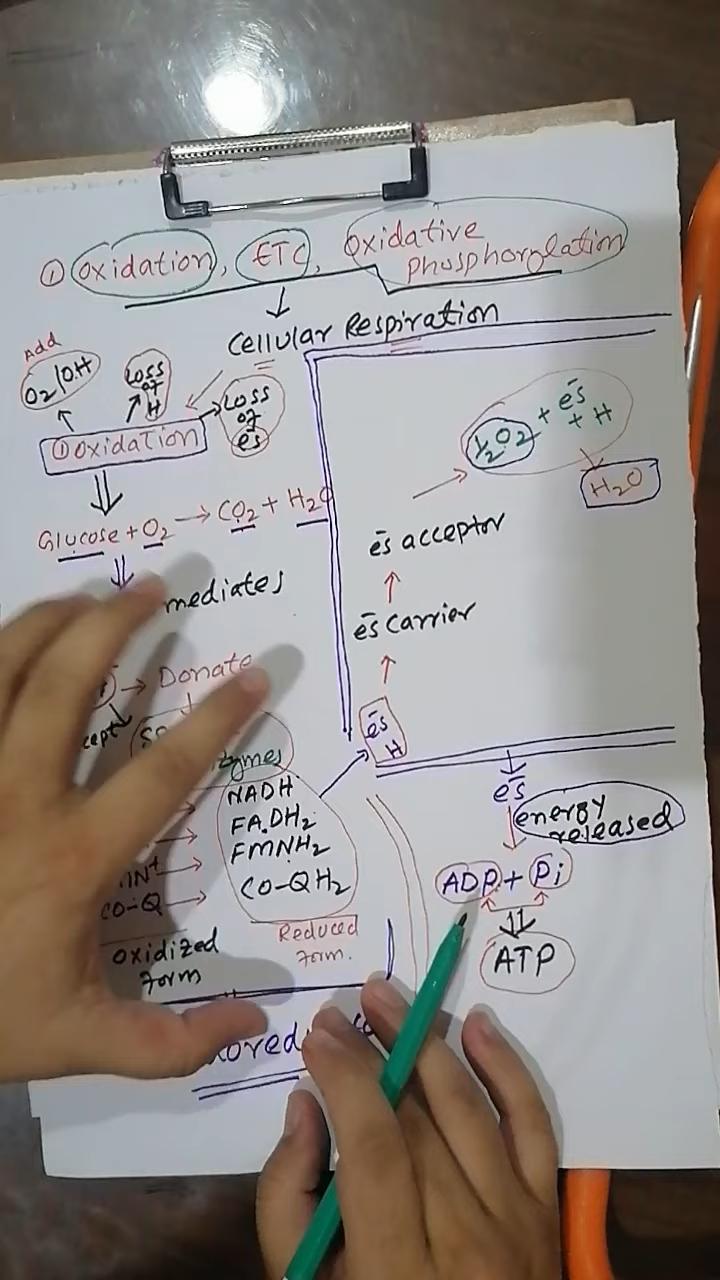 ① Oxidation, ETC, Oxidative phosphorylation
Cellular Respiration
Add
O2/OH
Loss of H
Loss of ēs
① Oxidation
Glucose + O2 → CO2 + H2O
mediates
→ Donate
NADH
FADH2
FMNH2
CO-Q → CO-QH2
Oxidized form
Reduced form.
½O2 + ēs + H
H2O
ēs acceptor
ēs carrier
ēs H
ēs
energy released
ADP + Pi
ATP